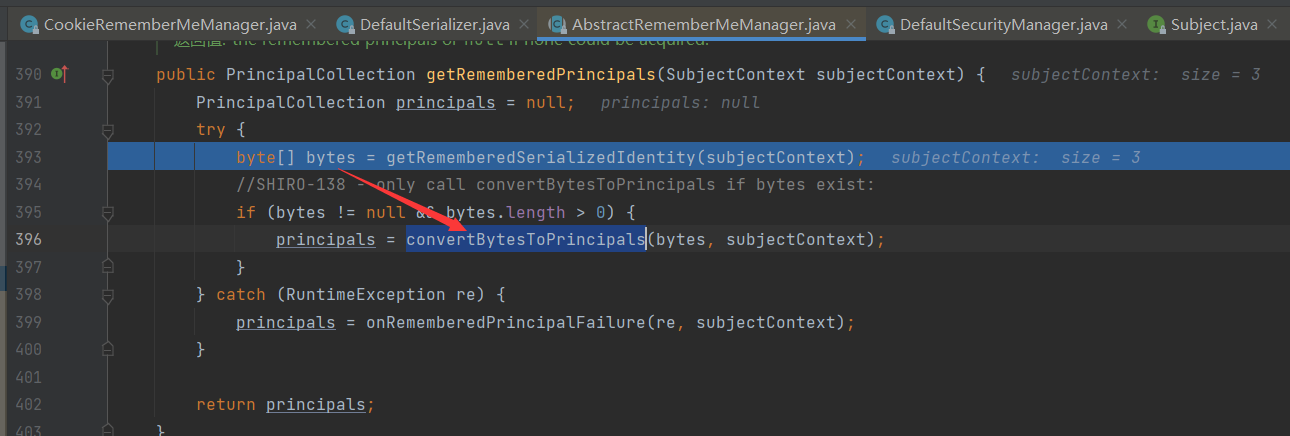 CookieRememberMeManager.java × DefaultSerializer.java × AbstractRememberMeManager.java × DefaultSecurityManager.java × Subject.java ×
返回值: the remembered principals or null if none could be acquired.
390 public PrincipalCollection getRememberedPrincipals(SubjectContext subjectContext) { subjectContext: size = 3
391 PrincipalCollection principals = null; principals: null
392 try {
393 byte[] bytes = getRememberedSerializedIdentity(subjectContext); subjectContext: size = 3
394 //SHIRO-138 - only call convertBytesToPrincipals if bytes exist:
395 if (bytes != null && bytes.length > 0) {
396 principals = convertBytesToPrincipals(bytes, subjectContext);
397 }
398 } catch (RuntimeException re) {
399 principals = onRememberedPrincipalFailure(re, subjectContext);
400 }
401
402 return principals;
403 }